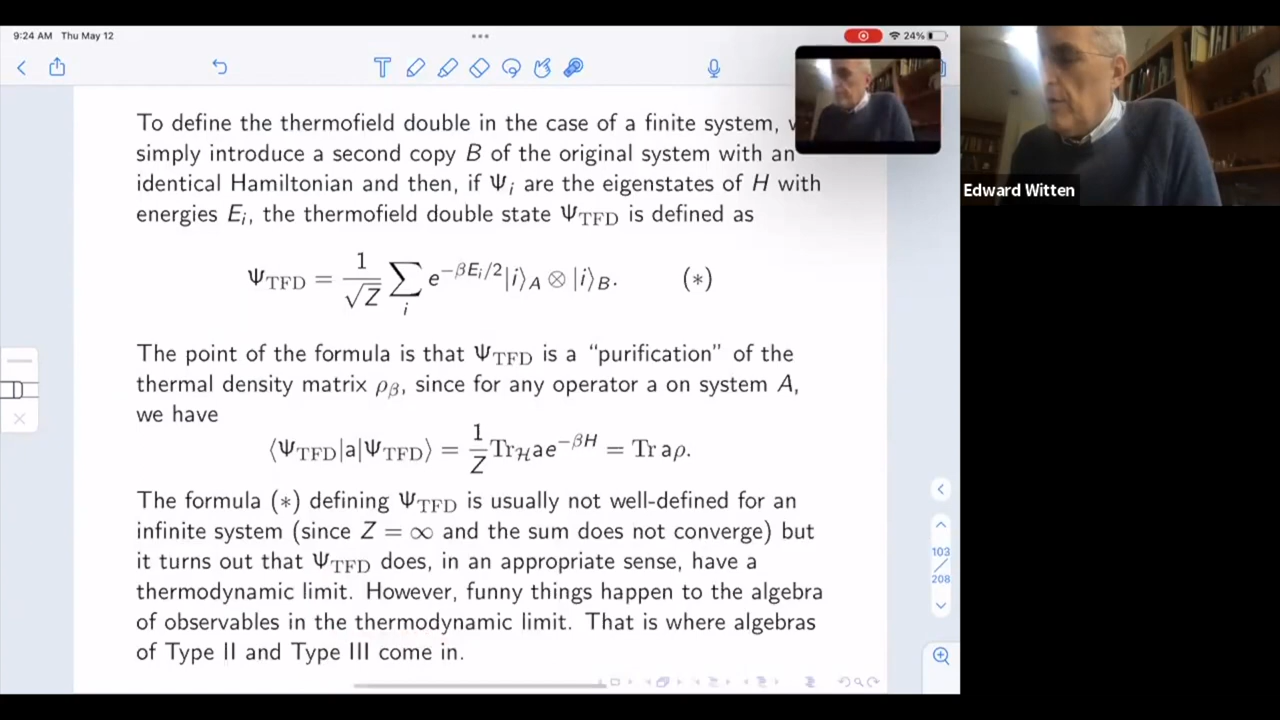 9:24 AM Thu May 12
24%
To define the thermofield double in the case of a finite system,
simply introduce a second copy B of the original system with an
identical Hamiltonian and then, if Ψ_i are the eigenstates of H with
energies E_i, the thermofield double state Ψ_TFD is defined as
Ψ_TFD = 1/√Z ∑_i e^{−βE_i/2}|i⟩_A ⊗ |i⟩_B. (*)
The point of the formula is that Ψ_TFD is a “purification” of the
thermal density matrix ρ_β, since for any operator a on system A,
we have
⟨Ψ_TFD|a|Ψ_TFD⟩ = 1/Z Tr_ℋ ae^{−βH} = Tr aρ.
The formula (*) defining Ψ_TFD is usually not well-defined for an
infinite system (since Z = ∞ and the sum does not converge) but
it turns out that Ψ_TFD does, in an appropriate sense, have a
thermodynamic limit. However, funny things happen to the algebra
of observables in the thermodynamic limit. That is where algebras
of Type II and Type III come in.
103
/
208
Edward Witten